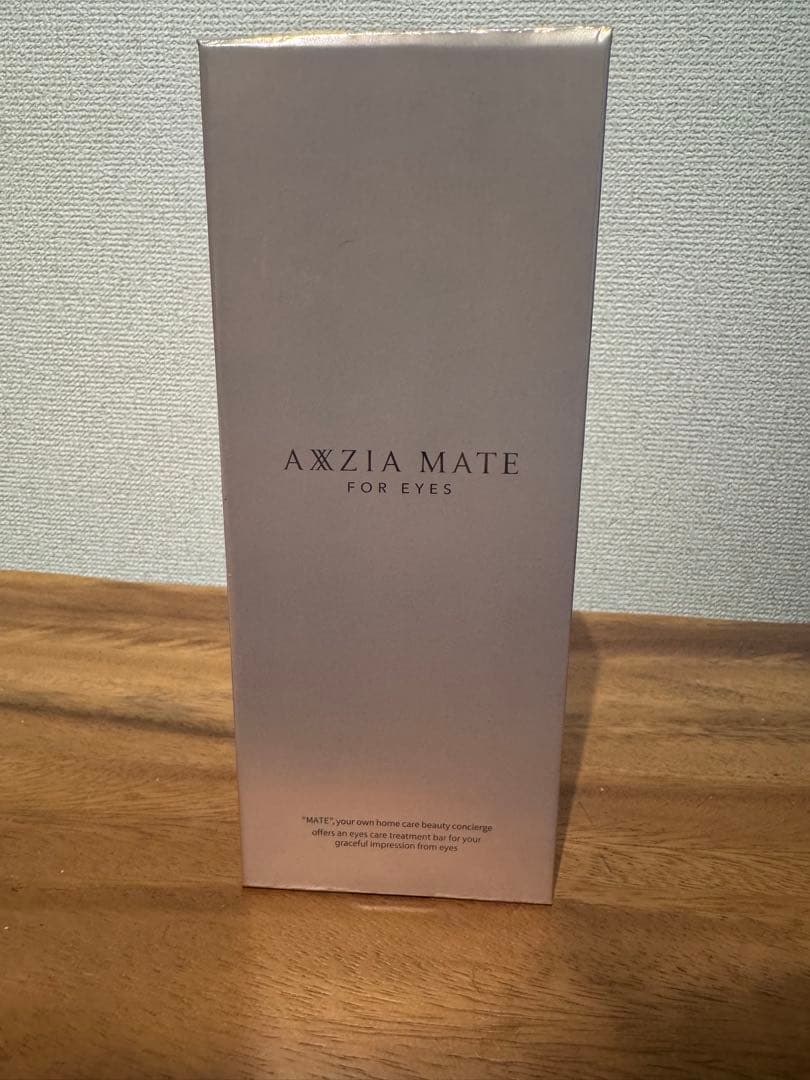 AXXZIA MATE
FOR EYES
"MATE", your own home care beauty concierge
offers an eyes care treatment bar for your
graceful impression from eyes